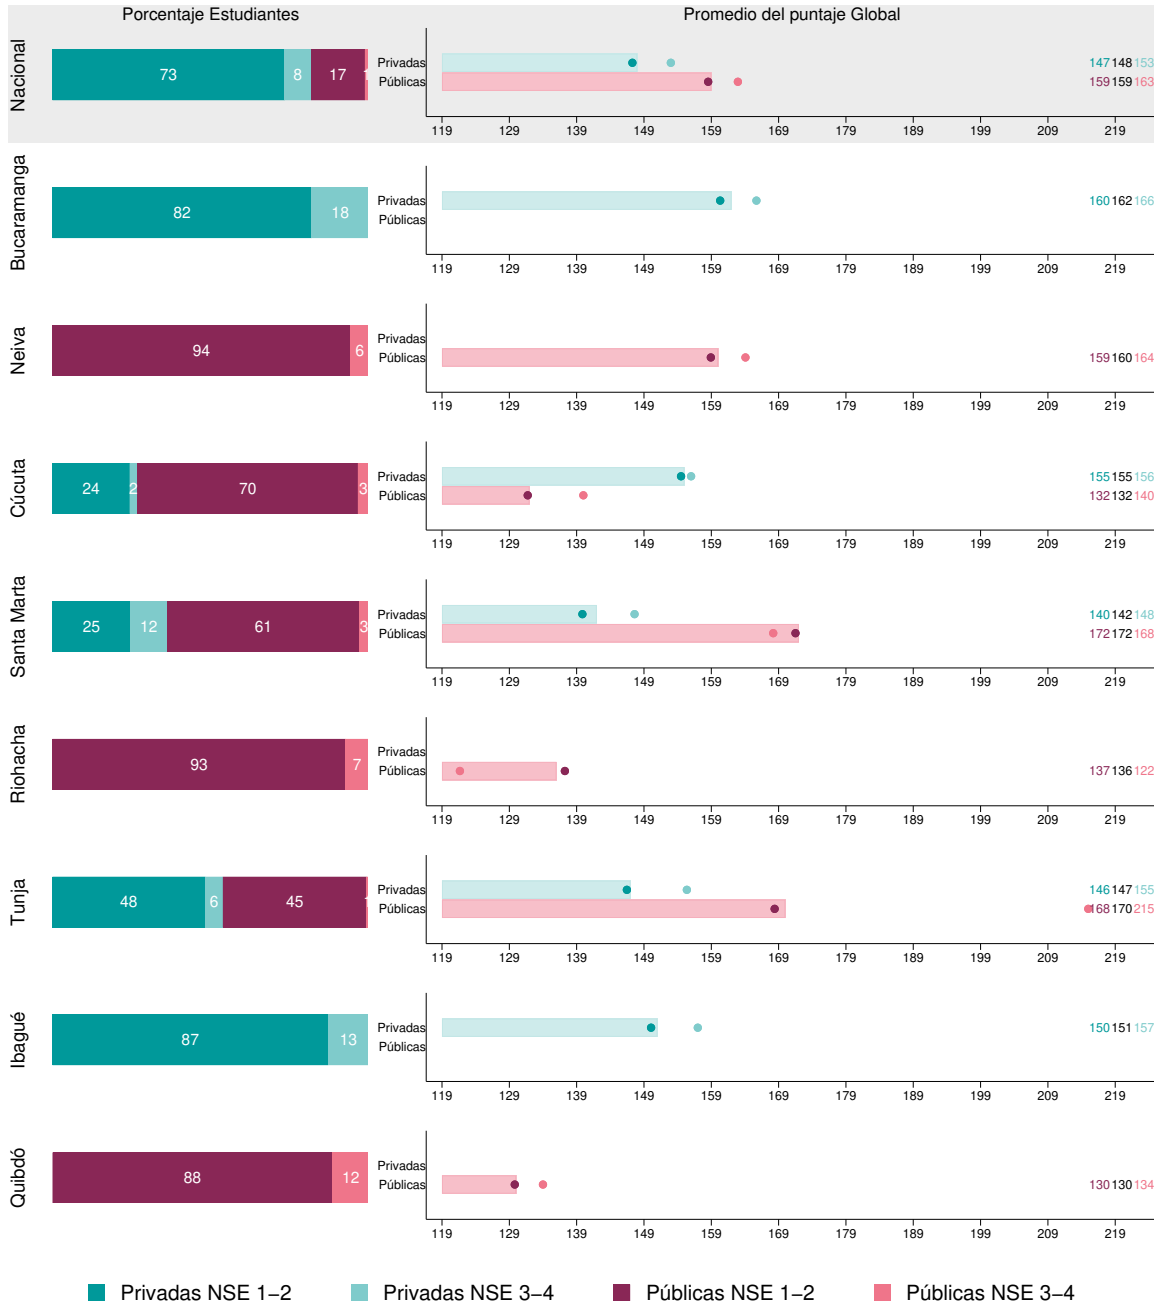 Porcentaje Estudiantes
Promedio del puntaje Global
Nacional
73 8 17 1
Privadas 147 148 153
Públicas 159 159 163
119 129 139 149 159 169 179 189 199 209 219
Bucaramanga
82 18
Privadas 160 162 166
Públicas
119 129 139 149 159 169 179 189 199 209 219
Neiva
94 6
Privadas
Públicas 159 160 164
119 129 139 149 159 169 179 189 199 209 219
Cúcuta
24 2 70 3
Privadas 155 155 156
Públicas 132 132 140
119 129 139 149 159 169 179 189 199 209 219
Santa Marta
25 12 61 3
Privadas 140 142 148
Públicas 172 172 168
119 129 139 149 159 169 179 189 199 209 219
Riohacha
93 7
Privadas
Públicas 137 136 122
119 129 139 149 159 169 179 189 199 209 219
Tunja
48 6 45 1
Privadas 146 147 155
Públicas 168 170 215
119 129 139 149 159 169 179 189 199 209 219
Ibagué
87 13
Privadas 150 151 157
Públicas
119 129 139 149 159 169 179 189 199 209 219
Quibdó
88 12
Privadas
Públicas 130 130 134
119 129 139 149 159 169 179 189 199 209 219
Privadas NSE 1–2 Privadas NSE 3–4 Públicas NSE 1–2 Públicas NSE 3–4